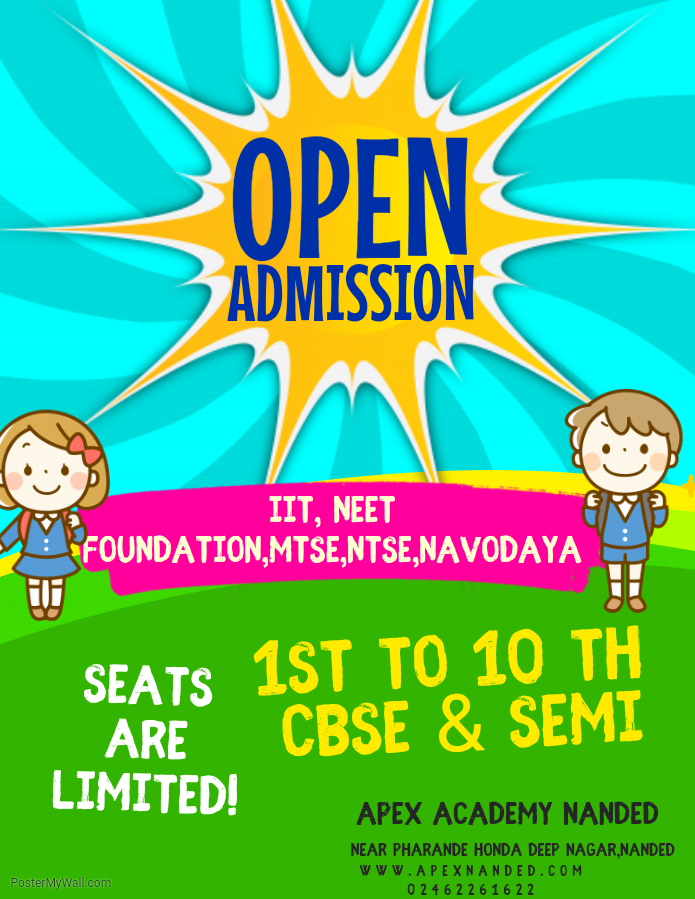 OPEN
ADMISSION
IIT, NEET
FOUNDATION,MTSE,NTSE,NAVODAYA
1ST TO 10 TH
CBSE & SEMI
SEATS
ARE
LIMITED!
APEX ACADEMY NANDED
NEAR PHARANDE HONDA DEEP NAGAR,NANDED
WWW.APEXNANDED.COM
02462261622
PosterMyWall.com